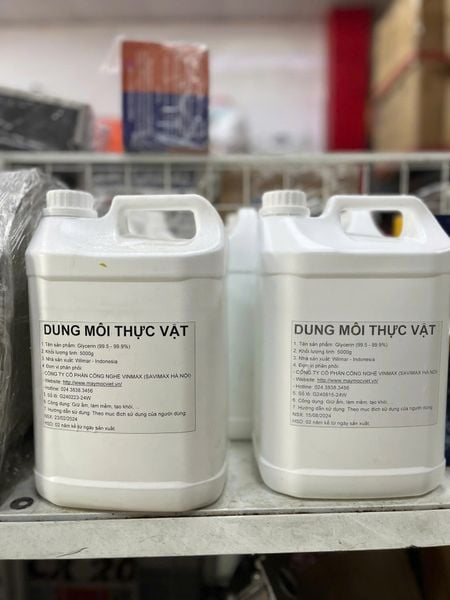 DUNG MÔI THỰC VẬT
1. Tên sản phẩm: Glycerin (99.5 - 99.9%)
2. Khối lượng tinh: 5000g
3. Nhà sản xuất: Wilmar - Indonesia
4. Đơn vị phân phối:
- CÔNG TY CỔ PHẦN CÔNG NGHỆ VINMAX (SAVIMAX HÀ NỘI)
- Website: http://www.maymocviet.vn/
- Hotline: 024.3838.3456
5. Số lô: G240223-24W
6. Công dụng: Giữ ẩm, làm mềm, tạo khói, ...
7. Hướng dẫn sử dụng: Theo mục đích sử dụng của người dùng.
NSX: 23/02/2024
HSD: 02 năm kể từ ngày sản xuất
DUNG MÔI THỰC VẬT
1. Tên sản phẩm: Glycerin (99.5 - 99.9%)
2. Khối lượng tinh: 5000g
3. Nhà sản xuất: Wilmar - Indonesia
4. Đơn vị phân phối:
- CÔNG TY CỔ PHẦN CÔNG NGHỆ VINMAX (SAVIMAX HÀ NỘI)
- Website: http://www.maymocviet.vn/
- Hotline: 024.3838.3456
5. Số lô: G240815-24W
6. Công dụng: Giữ ẩm, làm mềm, tạo khói, ...
7. Hướng dẫn sử dụng: Theo mục đích sử dụng của người dùng.
NSX: 15/08/2024
HSD: 02 năm kể từ ngày sản xuất